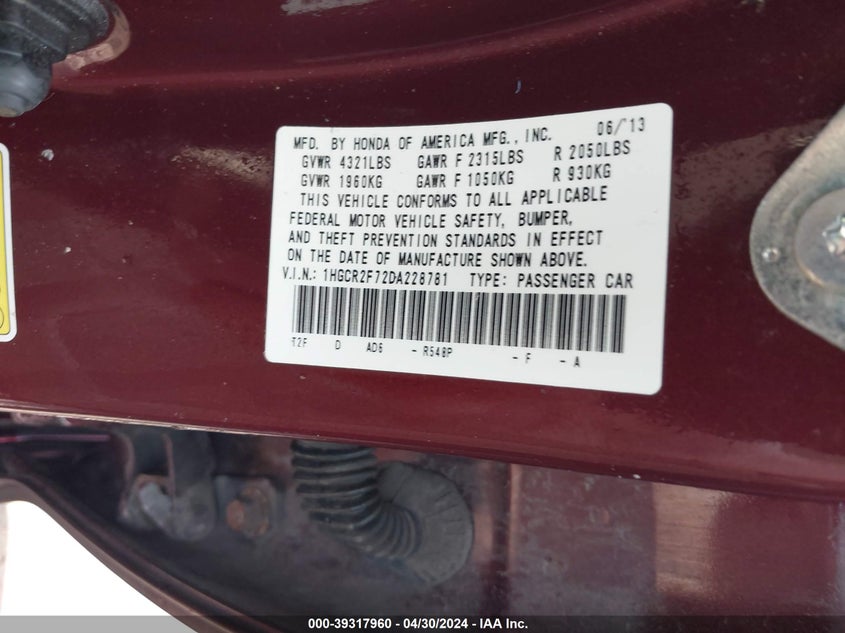 MFD. BY HONDA OF AMERICA MFG., INC. 06/'13
GVWR 4321LBS GAWR F 2315LBS R 2050LBS
GVWR 1960KG GAWR F 1050KG R 930KG
THIS VEHICLE CONFORMS TO ALL APPLICABLE
FEDERAL MOTOR VEHICLE SAFETY, BUMPER,
AND THEFT PREVENTION STANDARDS IN EFFECT
ON THE DATE OF MANUFACTURE SHOWN ABOVE.
V.I.N.: 1HGCR2F72DA228781 TYPE: PASSENGER CAR
T2F D AD6 - R548P - F - A
000-39317960 - 04/30/2024 - IAA Inc.